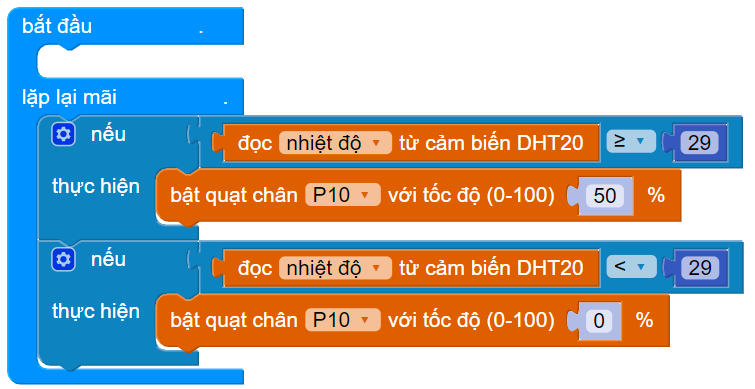 bắt đầu .
lặp lại mãi .
nếu đọc nhiệt độ từ cảm biến DHT20 ≥ 29
thực hiện bật quạt chân P10 với tốc độ (0-100) 50 %
nếu đọc nhiệt độ từ cảm biến DHT20 < 29
thực hiện bật quạt chân P10 với tốc độ (0-100) 0 %